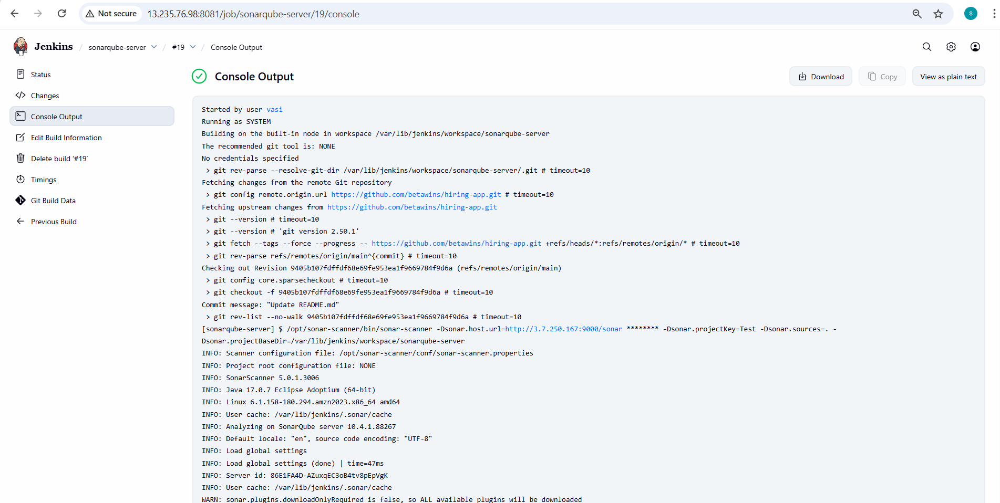 Not secure 13.235.76.98:8081/job/sonarqube-server/19/console
S
Jenkins / sonarqube-server / #19 / Console Output
Status
Changes
Console Output
Edit Build Information
Delete build ‘#19’
Timings
Git Build Data
Previous Build
Console Output
Download
Copy
View as plain text
Started by user vasi
Running as SYSTEM
Building on the built-in node in workspace /var/lib/jenkins/workspace/sonarqube-server
The recommended git tool is: NONE
No credentials specified
> git rev-parse --resolve-git-dir /var/lib/jenkins/workspace/sonarqube-server/.git # timeout=10
Fetching changes from the remote Git repository
> git config remote.origin.url https://github.com/betawins/hiring-app.git # timeout=10
Fetching upstream changes from https://github.com/betawins/hiring-app.git
> git --version # timeout=10
> git --version # 'git version 2.50.1'
> git fetch --tags --force --progress -- https://github.com/betawins/hiring-app.git +refs/heads/*:refs/remotes/origin/* # timeout=10
> git rev-parse refs/remotes/origin/main^{commit} # timeout=10
Checking out Revision 9405b107fdffdf68e69fe953ea1f9669784f9d6a (refs/remotes/origin/main)
> git config core.sparsecheckout # timeout=10
> git checkout -f 9405b107fdffdf68e69fe953ea1f9669784f9d6a # timeout=10
Commit message: "Update README.md"
> git rev-list --no-walk 9405b107fdffdf68e69fe953ea1f9669784f9d6a # timeout=10
[sonarqube-server] $ /opt/sonar-scanner/bin/sonar-scanner -Dsonar.host.url=http://3.7.250.167:9000/sonar ******** -Dsonar.projectKey=Test -Dsonar.sources=. -
Dsonar.projectBaseDir=/var/lib/jenkins/workspace/sonarqube-server
INFO: Scanner configuration file: /opt/sonar-scanner/conf/sonar-scanner.properties
INFO: Project root configuration file: NONE
INFO: SonarScanner 5.0.1.3006
INFO: Java 17.0.7 Eclipse Adoptium (64-bit)
INFO: Linux 6.1.158-180.294.amzn2023.x86_64 amd64
INFO: User cache: /var/lib/jenkins/.sonar/cache
INFO: Analyzing on SonarQube server 10.4.1.88267
INFO: Default locale: "en", source code encoding: "UTF-8"
INFO: Load global settings
INFO: Load global settings (done) | time=47ms
INFO: Server id: 86E1FA4D-AZuxqEC3oB4tv8pEpVgK
INFO: User cache: /var/lib/jenkins/.sonar/cache
WARN: sonar.plugins.downloadOnlyRequired is false, so ALL available plugins will be downloaded